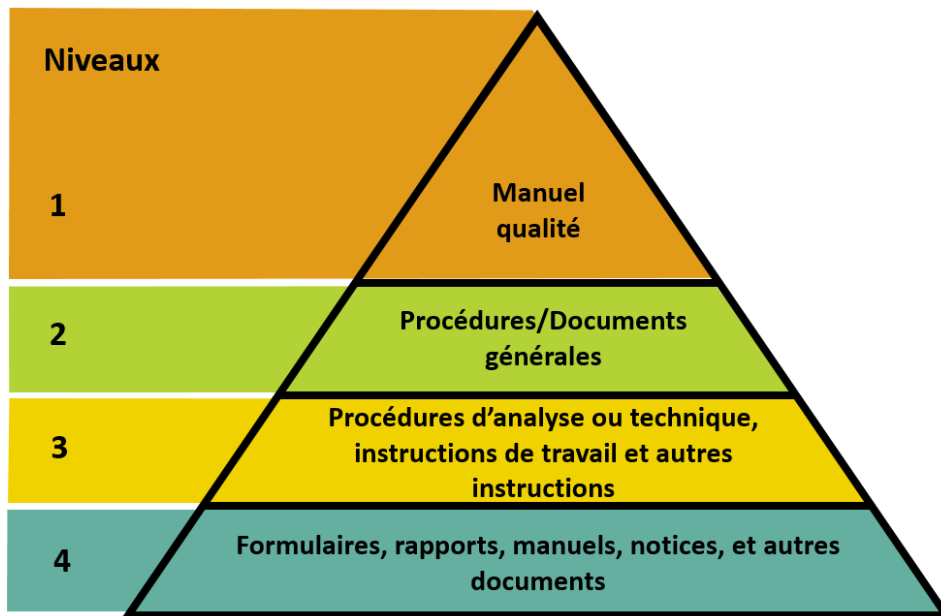 Niveaux
1
Manuel
qualité
2
Procédures/Documents
générales
3
Procédures d’analyse ou technique,
instructions de travail et autres
instructions
4
Formulaires, rapports, manuels, notices, et autres
documents